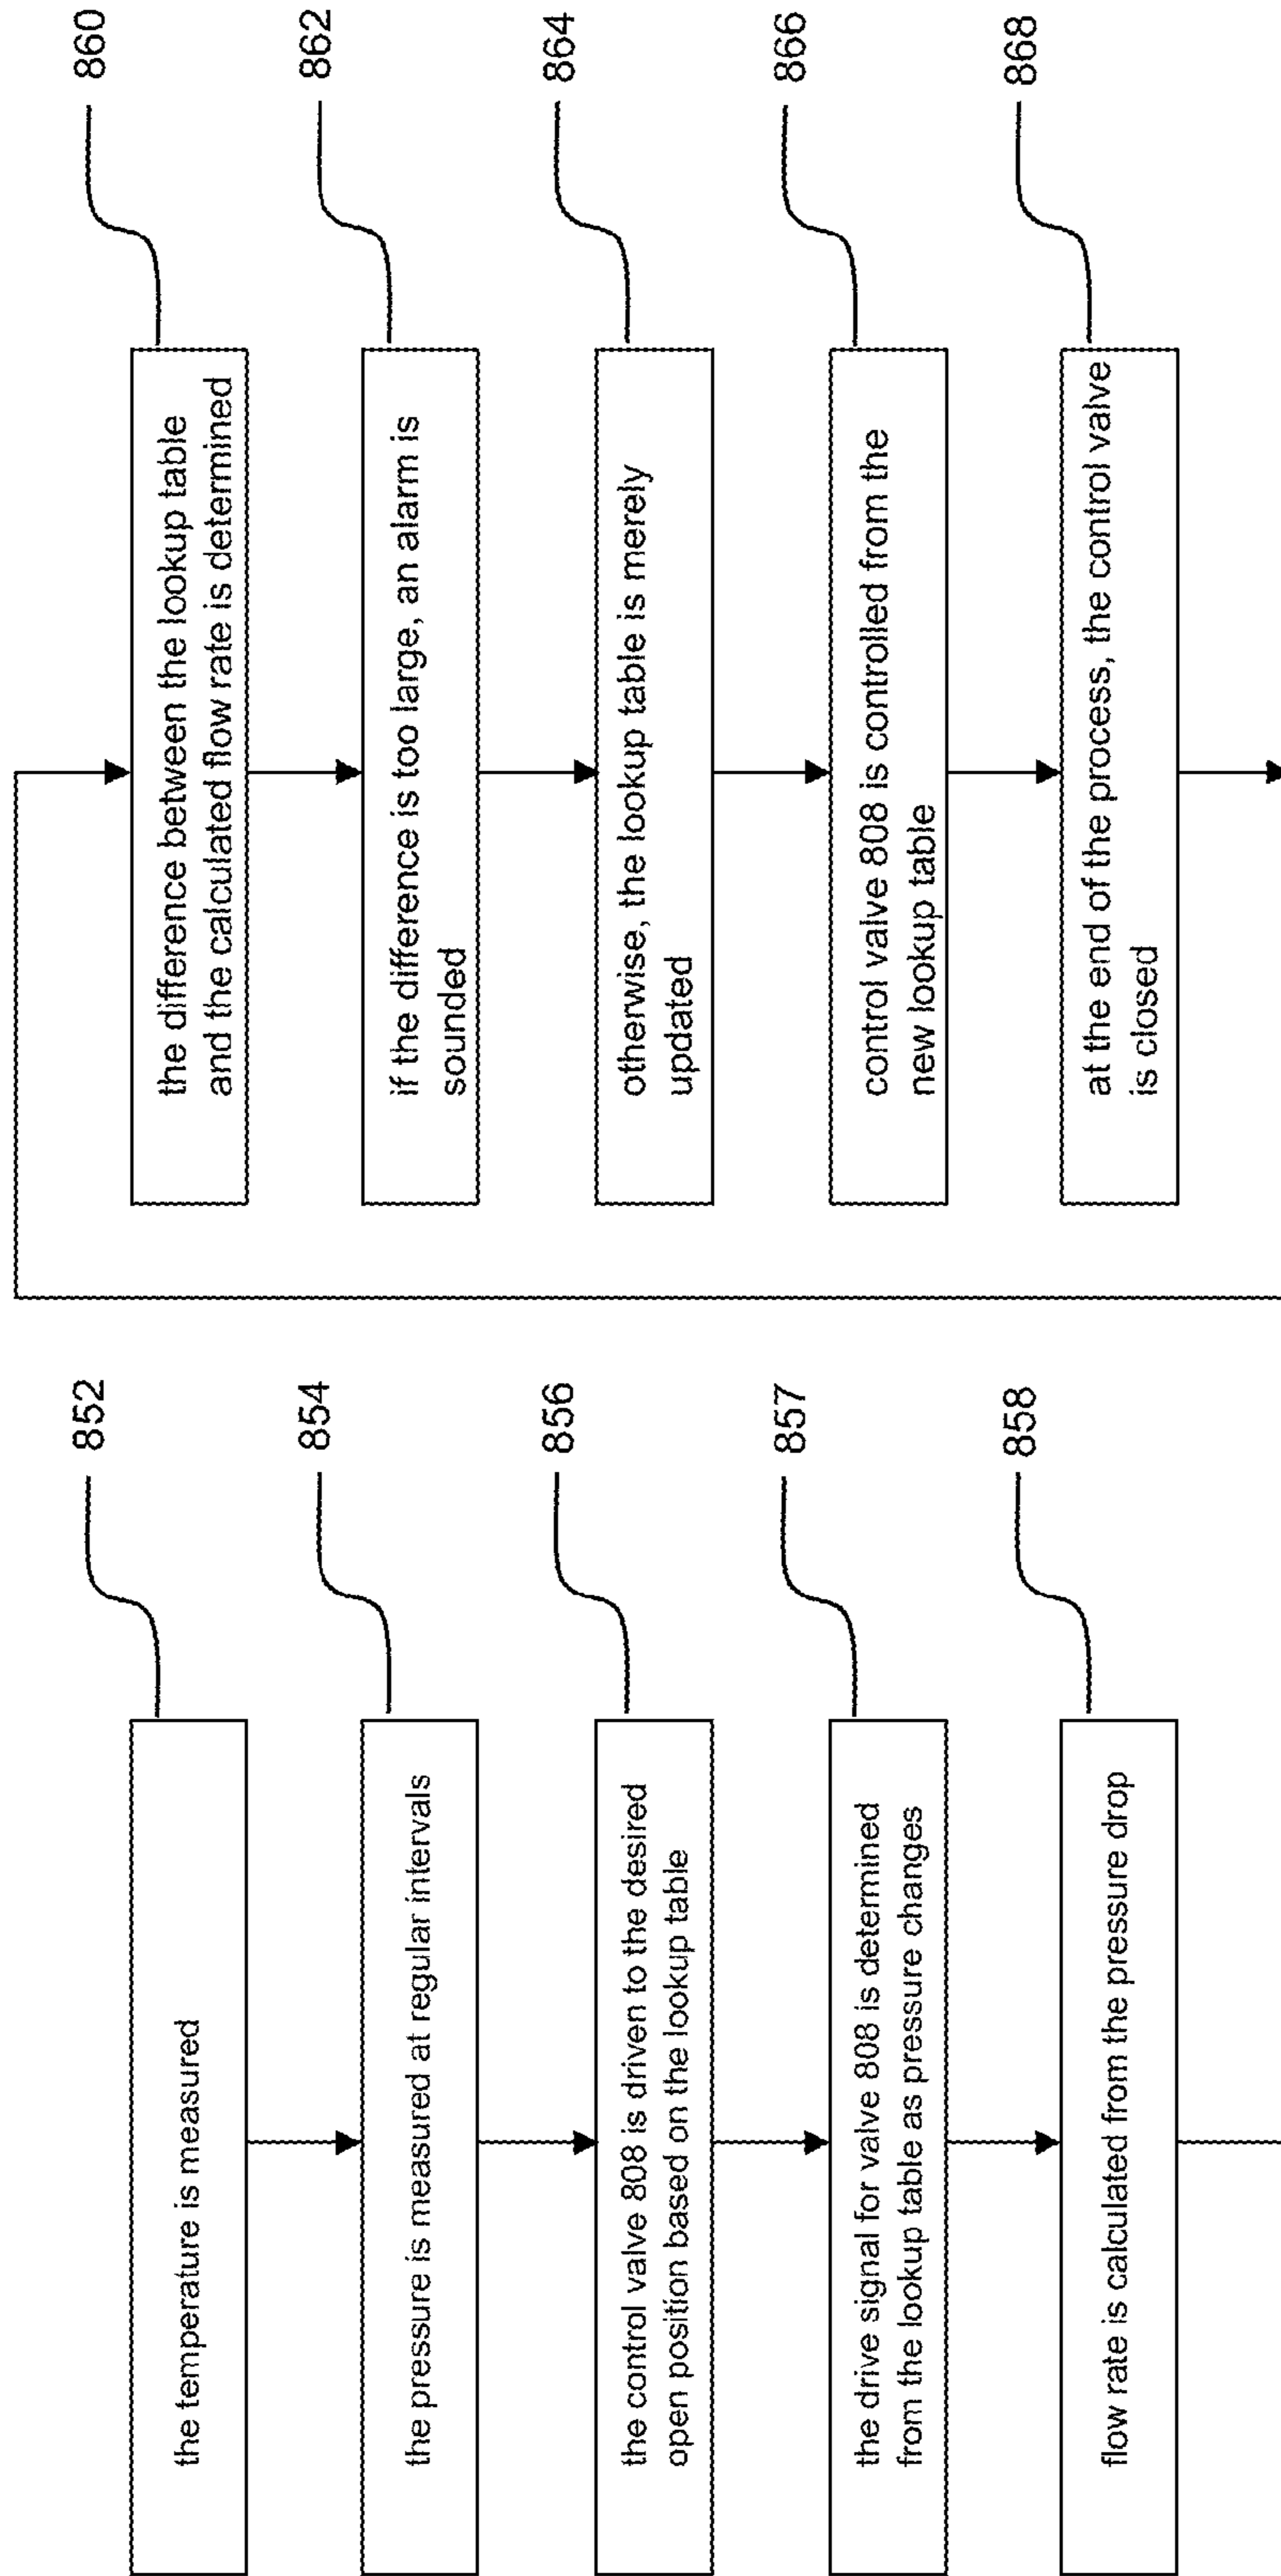 the temperature is measured
852
the pressure is measured at regular intervals
854
the control valve 808 is driven to the desired
open position based on the lookup table
856
the drive signal for valve 808 is determined
from the lookup table as pressure changes
857
flow rate is calculated from the pressure drop
858
the difference between the lookup table
and the calculated flow rate is determined
860
if the difference is too large, an alarm is
sounded
862
otherwise, the lookup table is merely
updated
864
control valve 808 is controlled from the
new lookup table
866
at the end of the process, the control valve
is closed
868